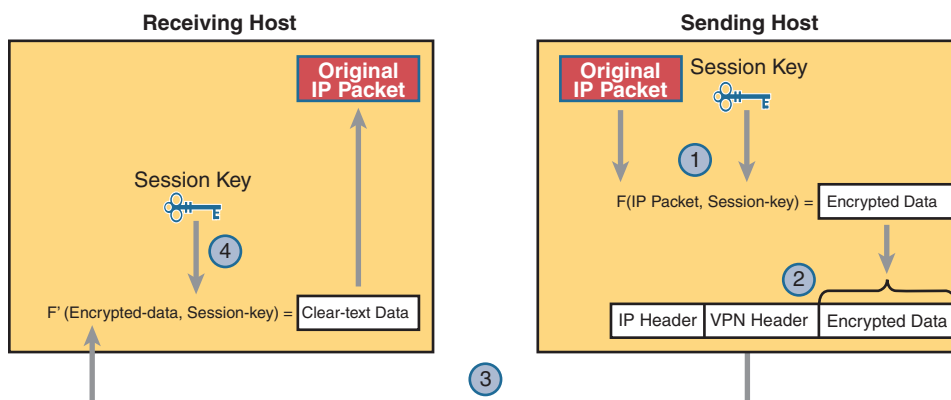 Receiving Host
Original
IP Packet
Session Key
4
F' (Encrypted-data, Session-key) = Clear-text Data
3
Sending Host
Original
IP Packet
Session Key
1
F(IP Packet, Session-key) = Encrypted Data
2
IP Header VPN Header Encrypted Data